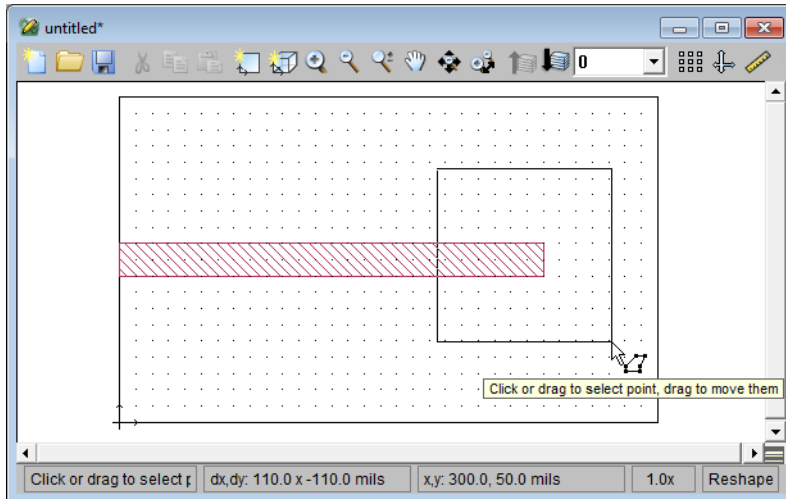 untitled*
0
Click or drag to select point, drag to move them
Click or drag to select p
dx,dy: 110.0 x -110.0 mils
x,y: 300.0, 50.0 mils
1.0x
Reshape